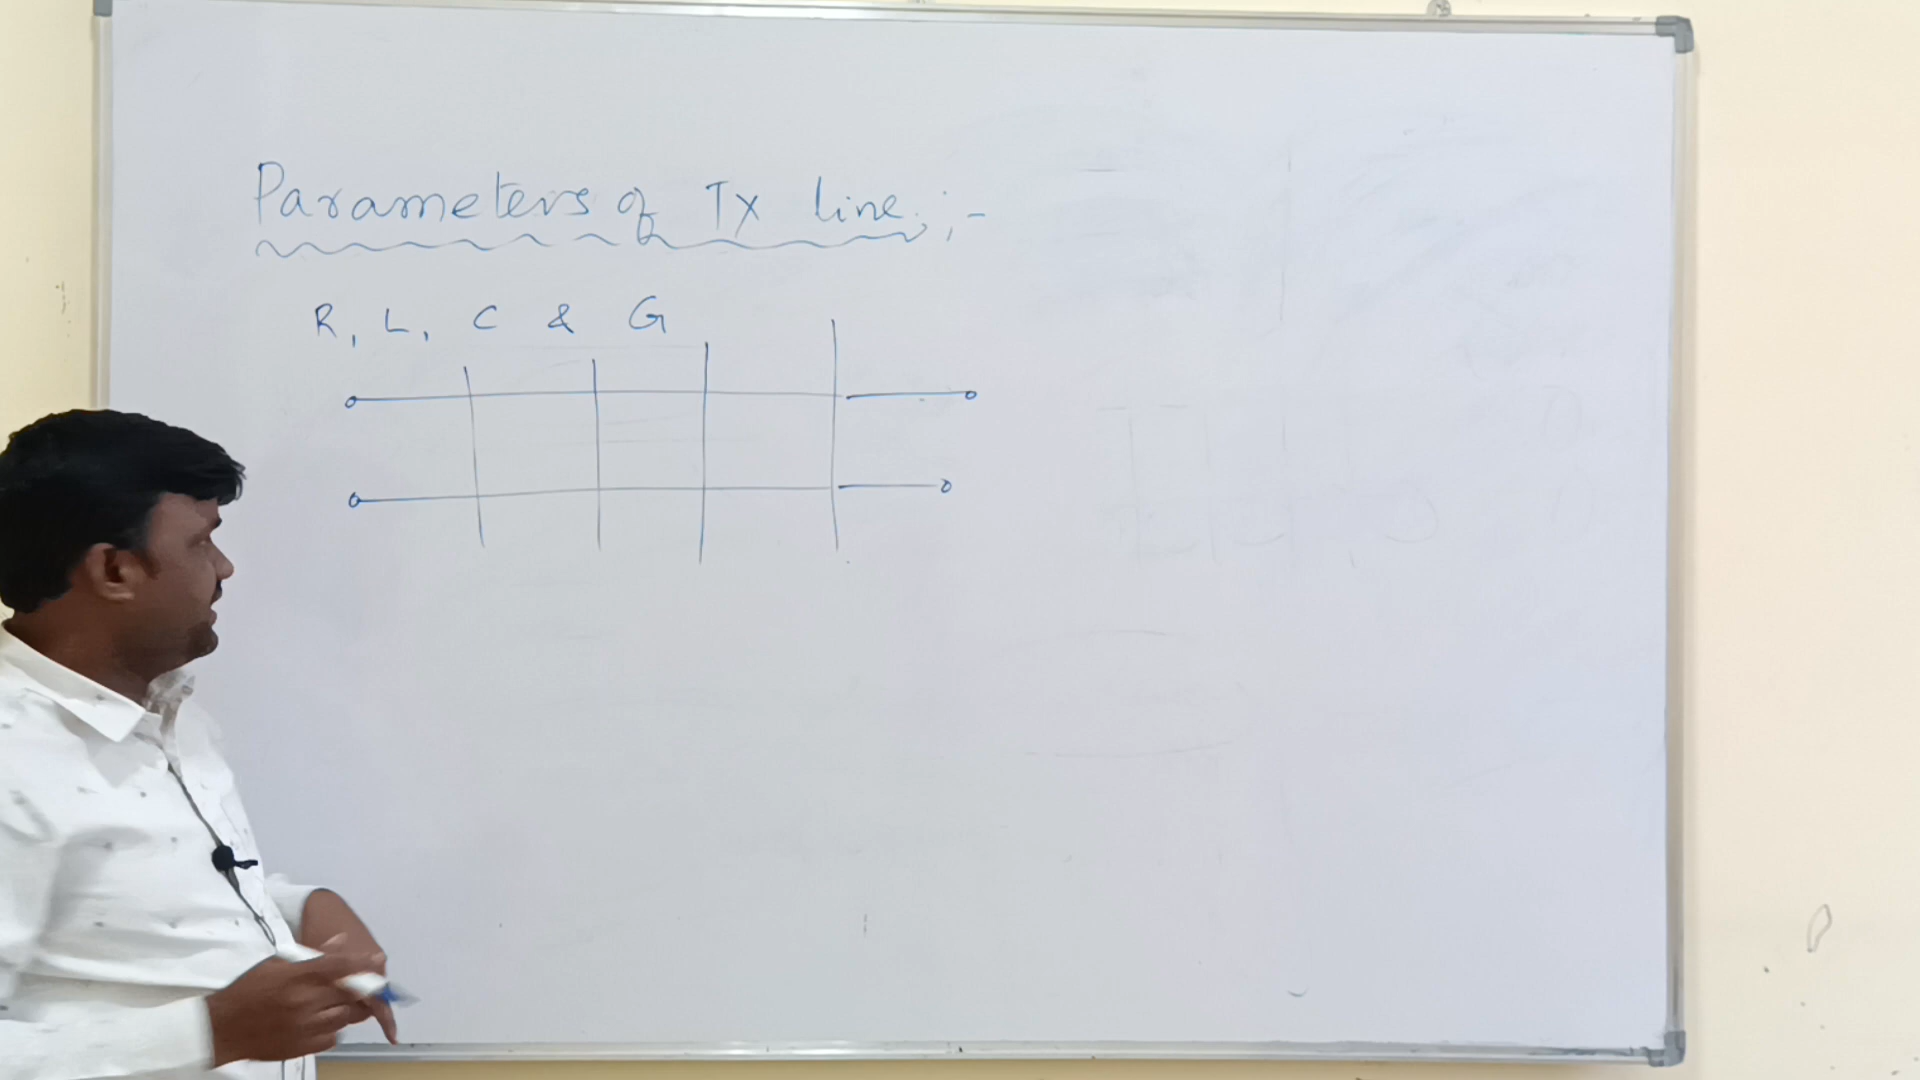 Parameters of Tx line :-
R, L, C & G